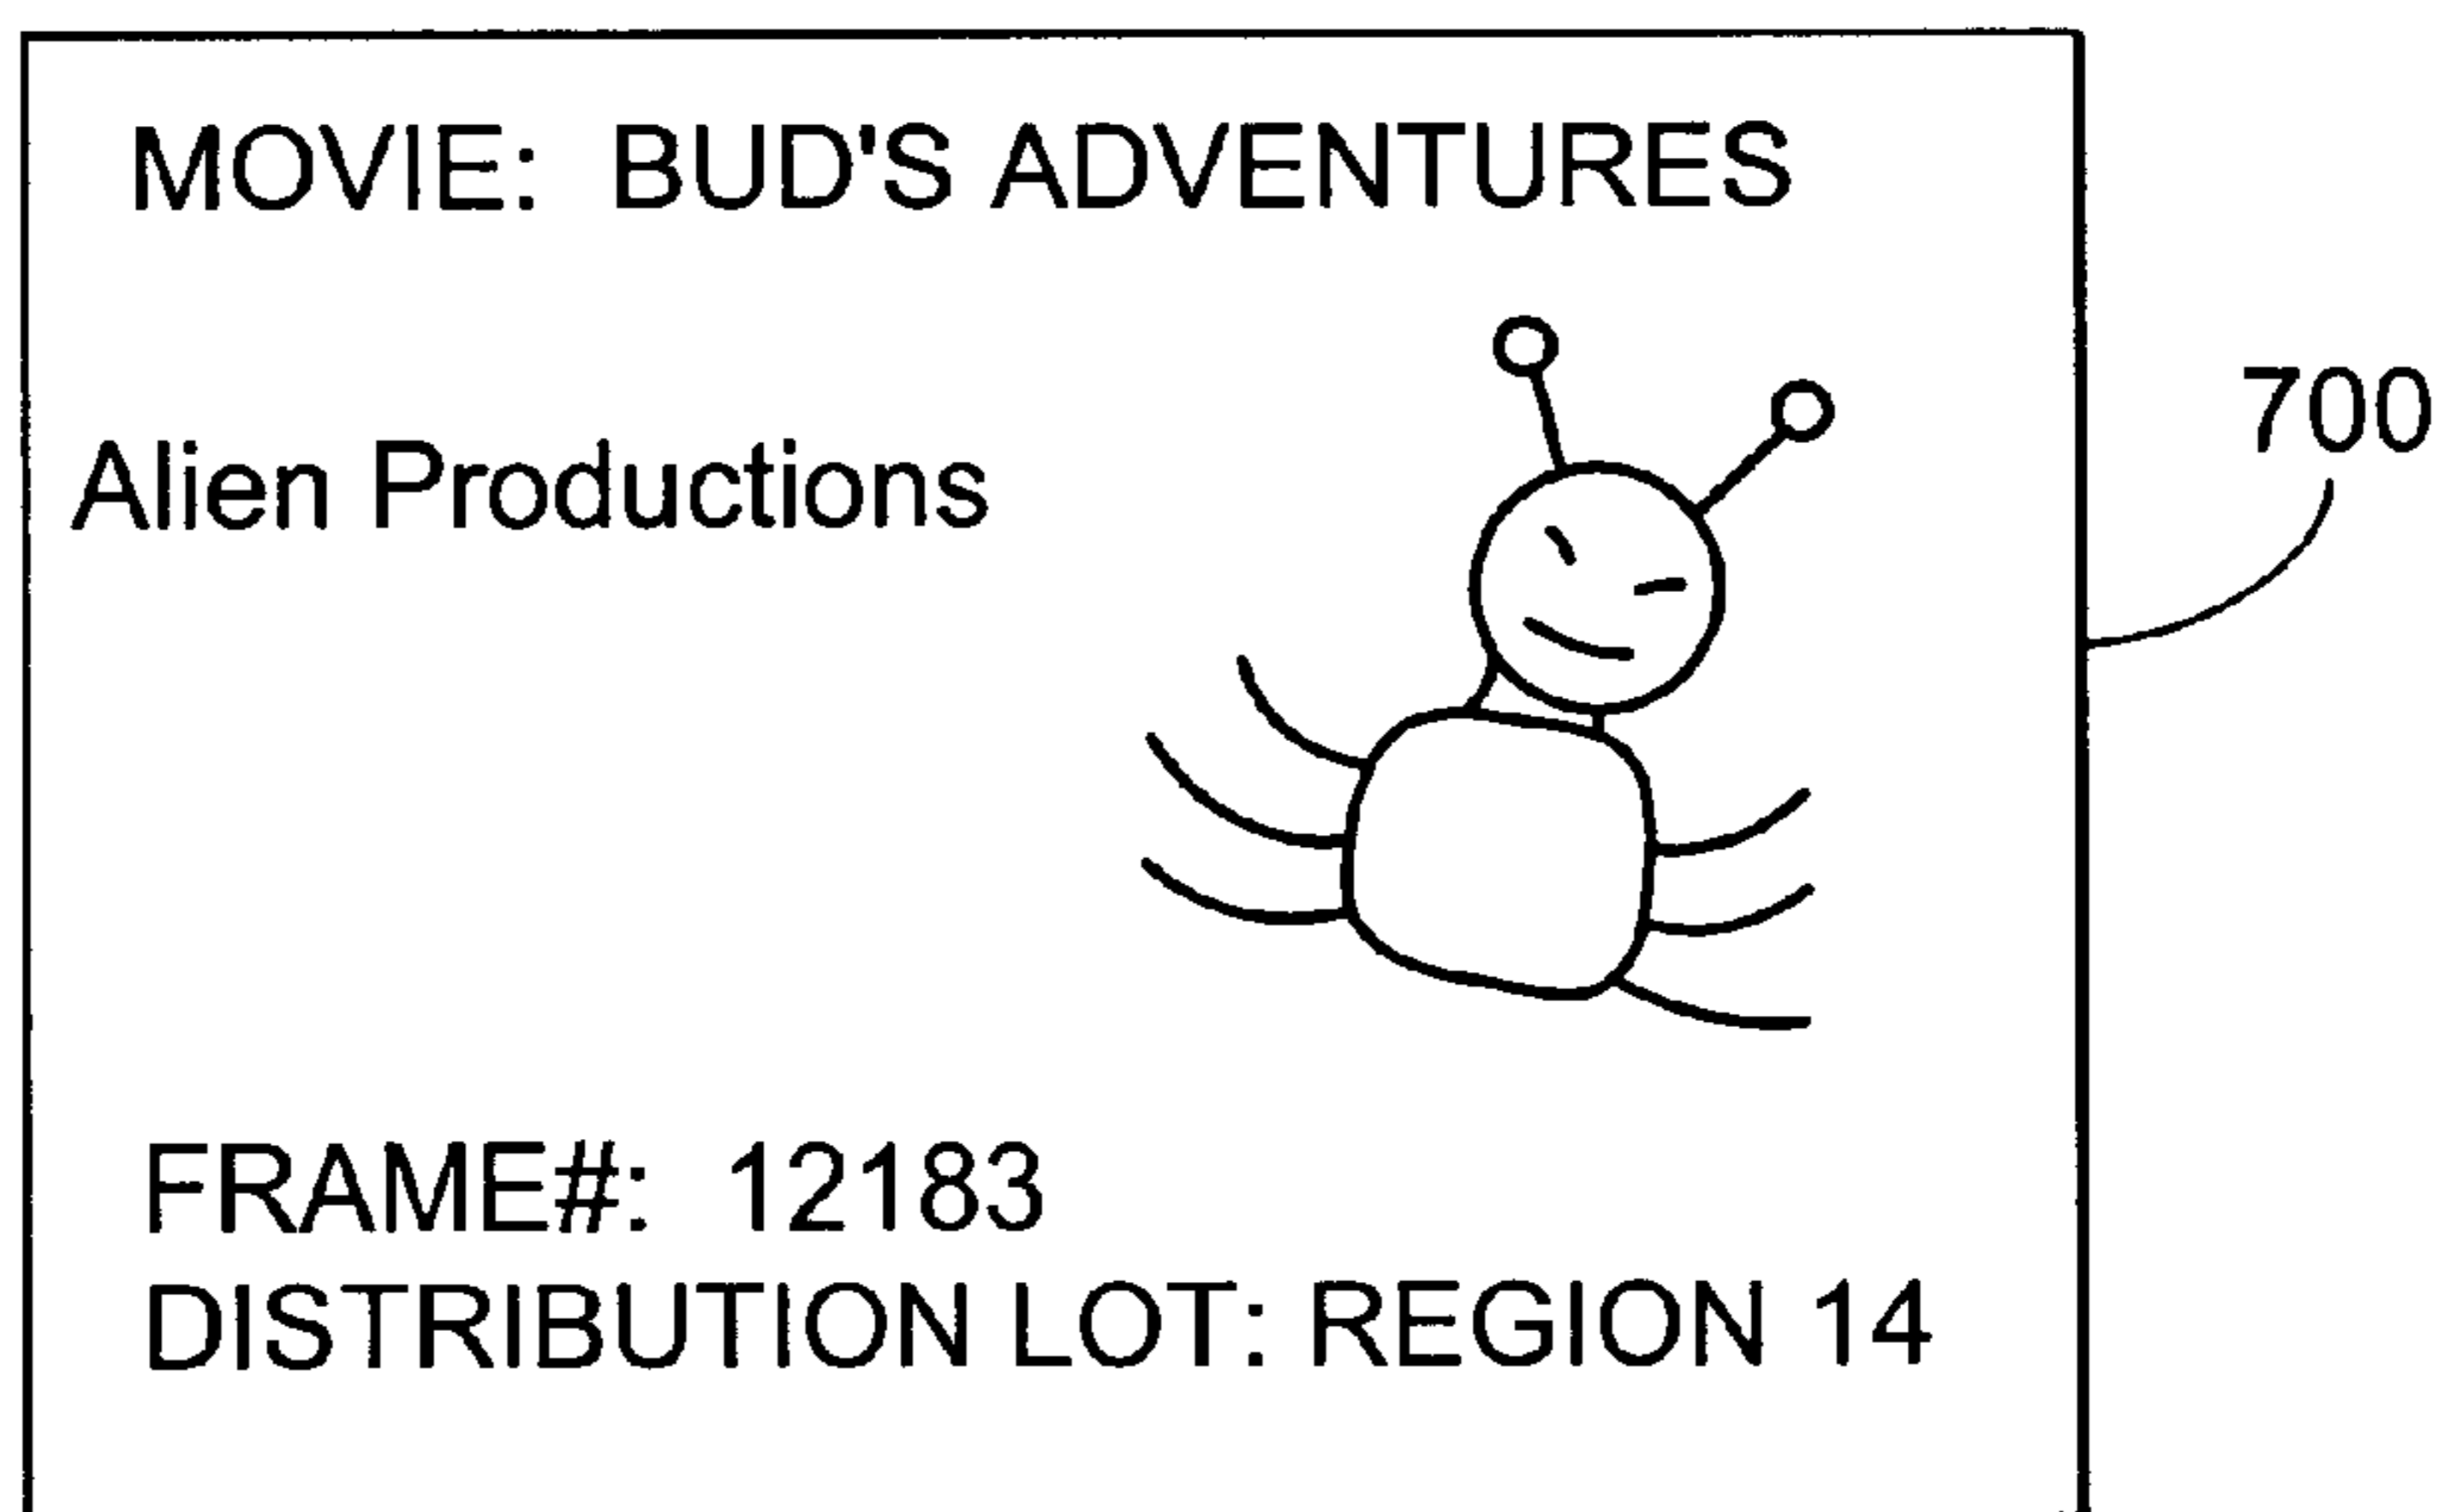 MOVIE: BUD'S ADVENTURES
700
Alien Productions
FRAME#: 12183
DISTRIBUTION LOT: REGION 14